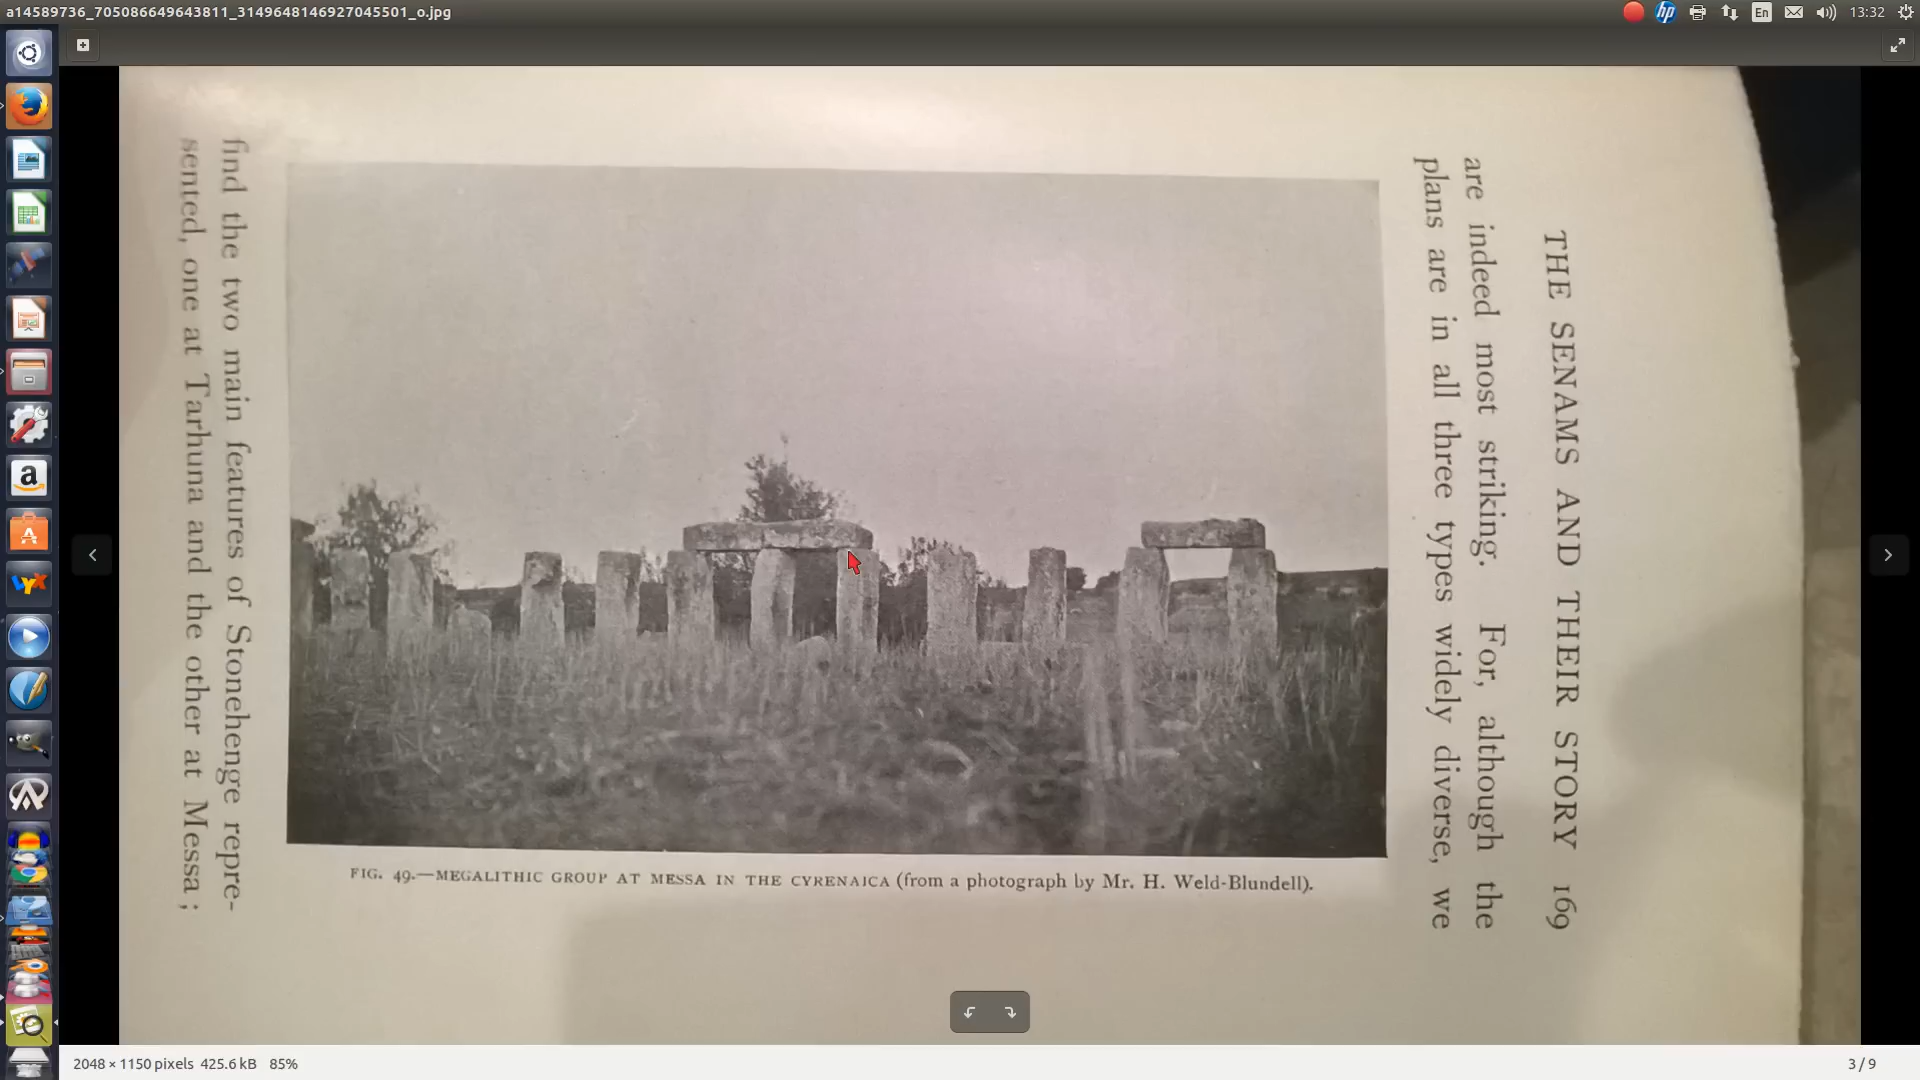 a14589736_705086649643811_3149648146927045501_o.jpg
En
13:32
THE SENAMS AND THEIR STORY 169
are indeed most striking. For, although the
plans are in all three types widely diverse, we
FIG. 49.—MEGALITHIC GROUP AT MESSA IN THE CYRENAICA (from a photograph by Mr. H. Weld-Blundell).
find the two main features of Stonehenge repre-
sented, one at Tarhuna and the other at Messa;
2048 × 1150 pixels 425.6 kB 85%
3 / 9